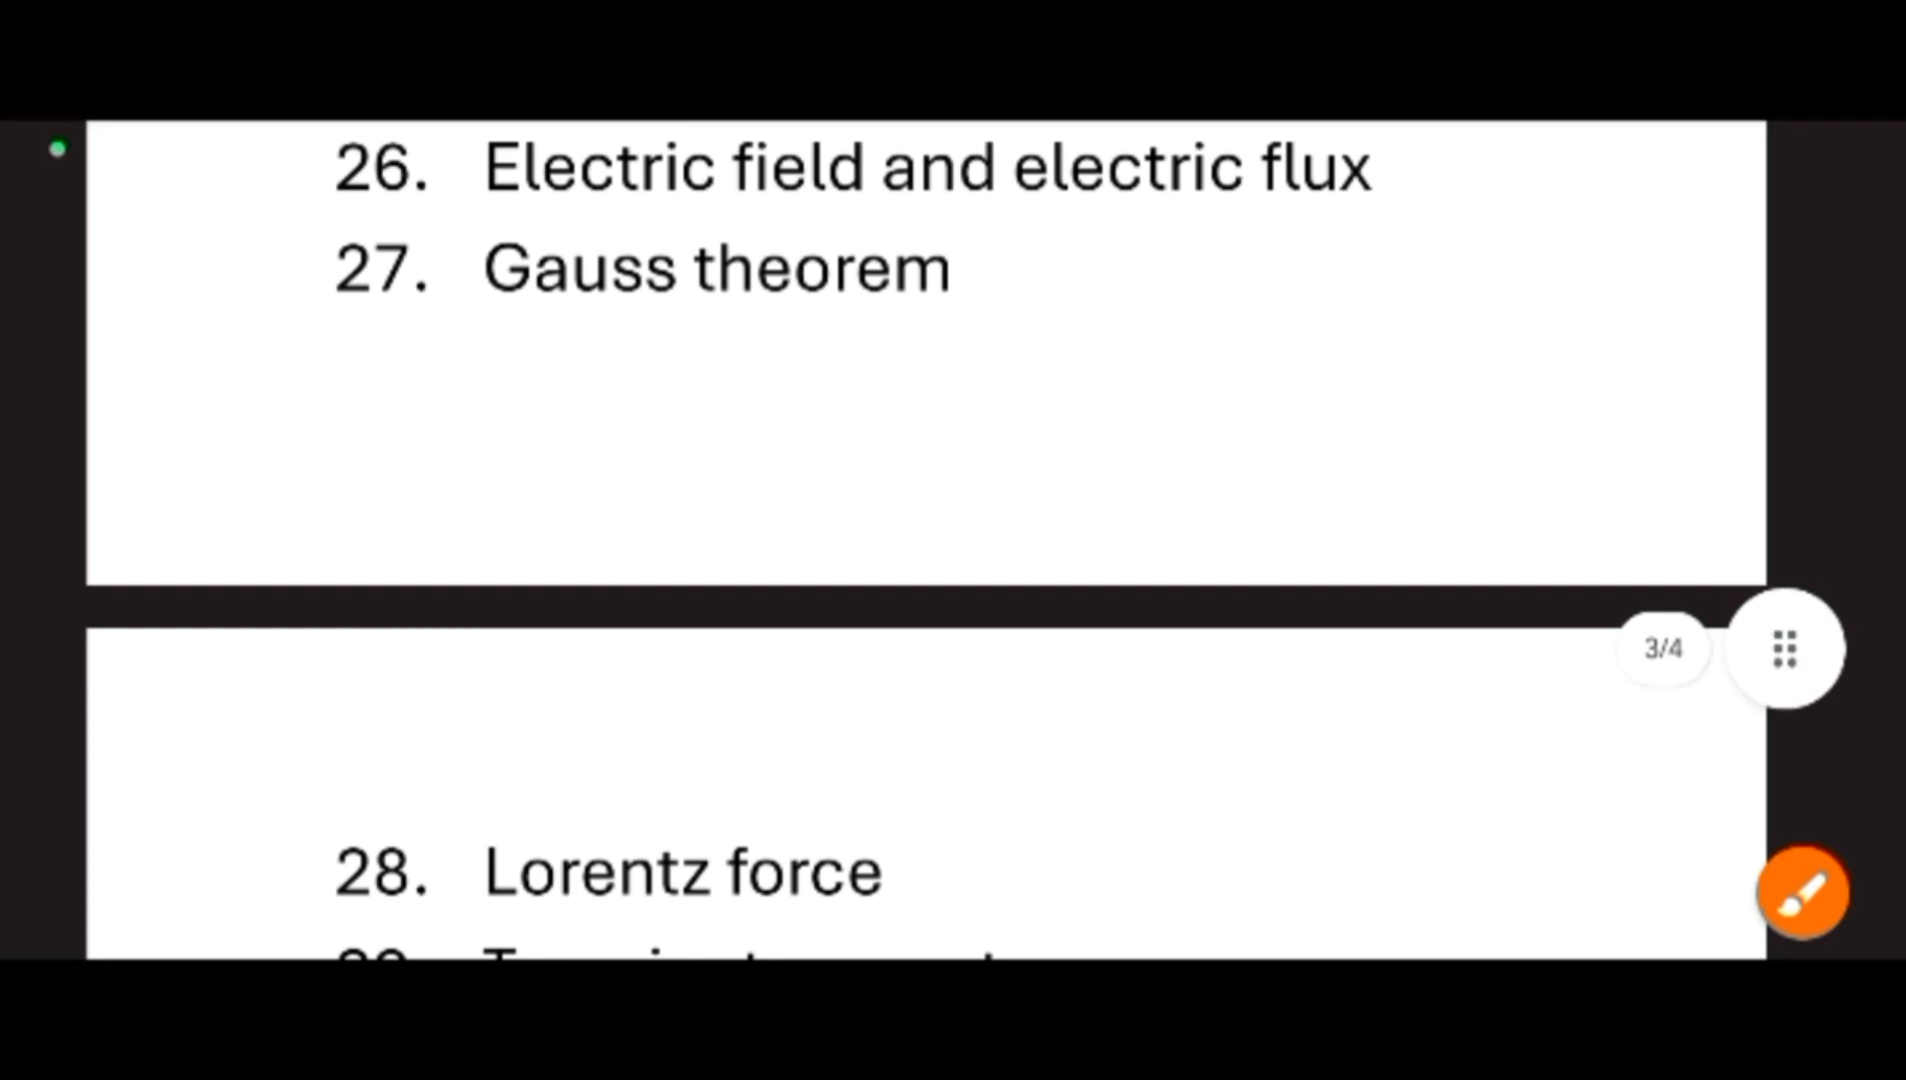 26. Electric field and electric flux
27. Gauss theorem
3/4
28. Lorentz force